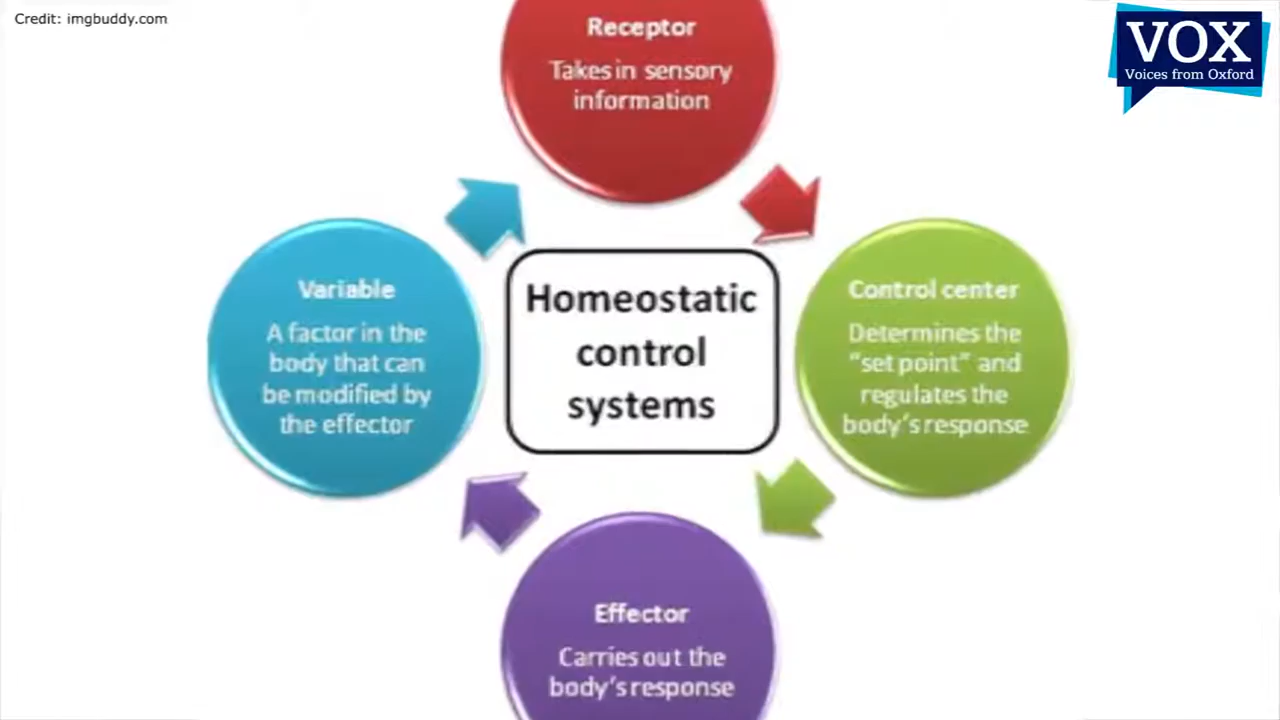 Credit: imgbuddy.com
VOX
Voices from Oxford
Receptor
Takes in sensory
information
Variable
A factor in the
body that can
be modified by
the effector
Homeostatic
control
systems
Control center
Determines the
“set point” and
regulates the
body’s response
Effector
Carries out the
body’s response